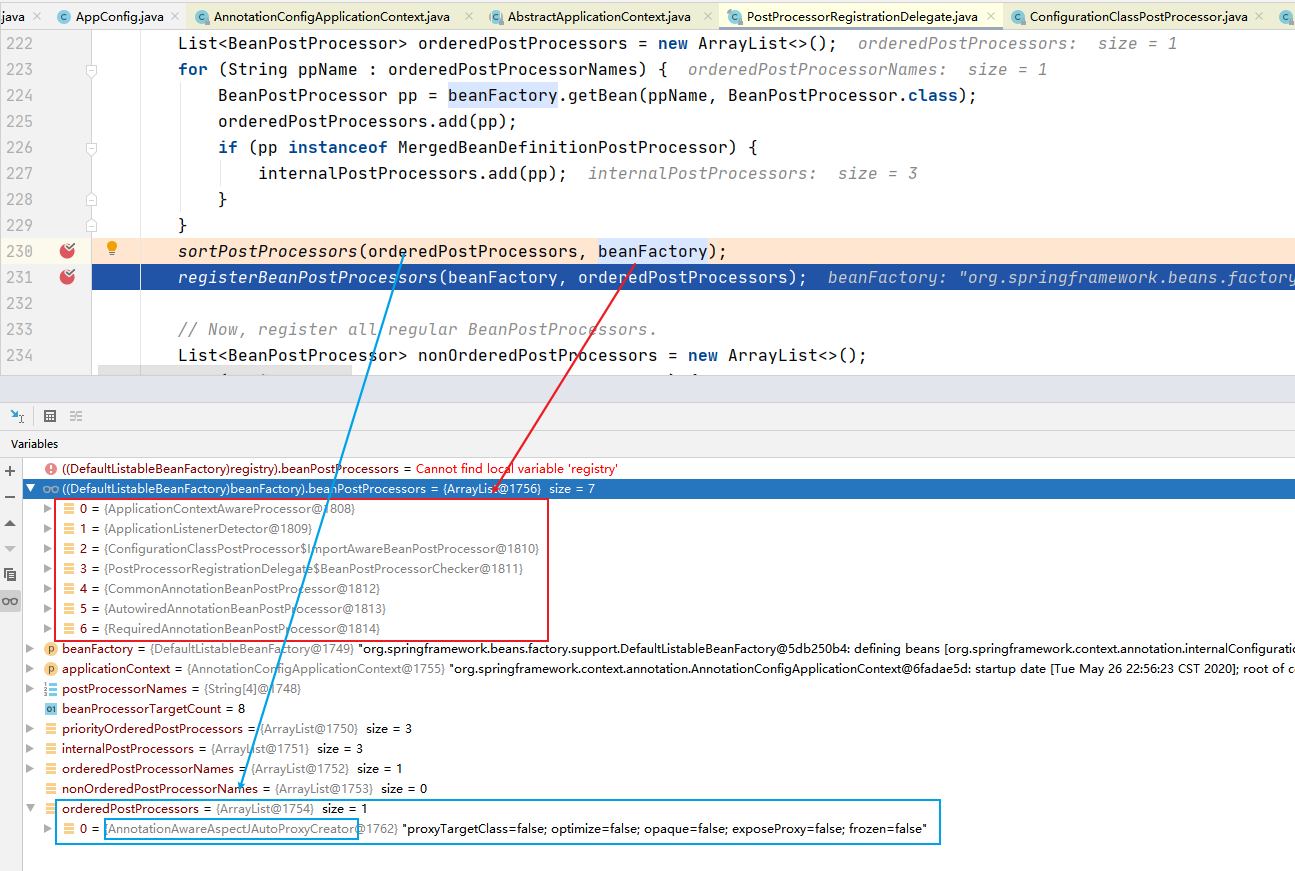 java
AppConfig.java
AnnotationConfigApplicationContext.java
AbstractApplicationContext.java
PostProcessorRegistrationDelegate.java
ConfigurationClassPostProcessor.java
222 List<BeanPostProcessor> orderedPostProcessors = new ArrayList<>(); orderedPostProcessors: size = 1
223 for (String ppName : orderedPostProcessorNames) { orderedPostProcessorNames: size = 1
224 BeanPostProcessor pp = beanFactory.getBean(ppName, BeanPostProcessor.class);
225 orderedPostProcessors.add(pp);
226 if (pp instanceof MergedBeanDefinitionPostProcessor) {
227 internalPostProcessors.add(pp); internalPostProcessors: size = 3
228 }
229 }
230 sortPostProcessors(orderedPostProcessors, beanFactory);
231 registerBeanPostProcessors(beanFactory, orderedPostProcessors); beanFactory: "org.springframework.beans.factory
232
233 // Now, register all regular BeanPostProcessors.
234 List<BeanPostProcessor> nonOrderedPostProcessors = new ArrayList<>();
Variables
((DefaultListableBeanFactory)registry).beanPostProcessors = Cannot find local variable 'registry'
((DefaultListableBeanFactory)beanFactory).beanPostProcessors = {ArrayList@1756} size = 7
0 = {ApplicationContextAwareProcessor@1808}
1 = {ApplicationListenerDetector@1809}
2 = {ConfigurationClassPostProcessor$ImportAwareBeanPostProcessor@1810}
3 = {PostProcessorRegistrationDelegate$BeanPostProcessorChecker@1811}
4 = {CommonAnnotationBeanPostProcessor@1812}
5 = {AutowiredAnnotationBeanPostProcessor@1813}
6 = {RequiredAnnotationBeanPostProcessor@1814}
beanFactory = {DefaultListableBeanFactory@1749} "org.springframework.beans.factory.support.DefaultListableBeanFactory@5db250b4: defining beans [org.springframework.context.annotation.internalConfiguratio
applicationContext = {AnnotationConfigApplicationContext@1755} "org.springframework.context.annotation.AnnotationConfigApplicationContext@6fadae5d: startup date [Tue May 26 22:56:23 CST 2020]; root of co
postProcessorNames = {String[4]@1748}
beanProcessorTargetCount = 8
priorityOrderedPostProcessors = {ArrayList@1750} size = 3
internalPostProcessors = {ArrayList@1751} size = 3
orderedPostProcessorNames = {ArrayList@1752} size = 1
nonOrderedPostProcessorNames = {ArrayList@1753} size = 0
orderedPostProcessors = {ArrayList@1754} size = 1
0 = {AnnotationAwareAspectJAutoProxyCreator@1762} "proxyTargetClass=false; optimize=false; opaque=false; exposeProxy=false; frozen=false"